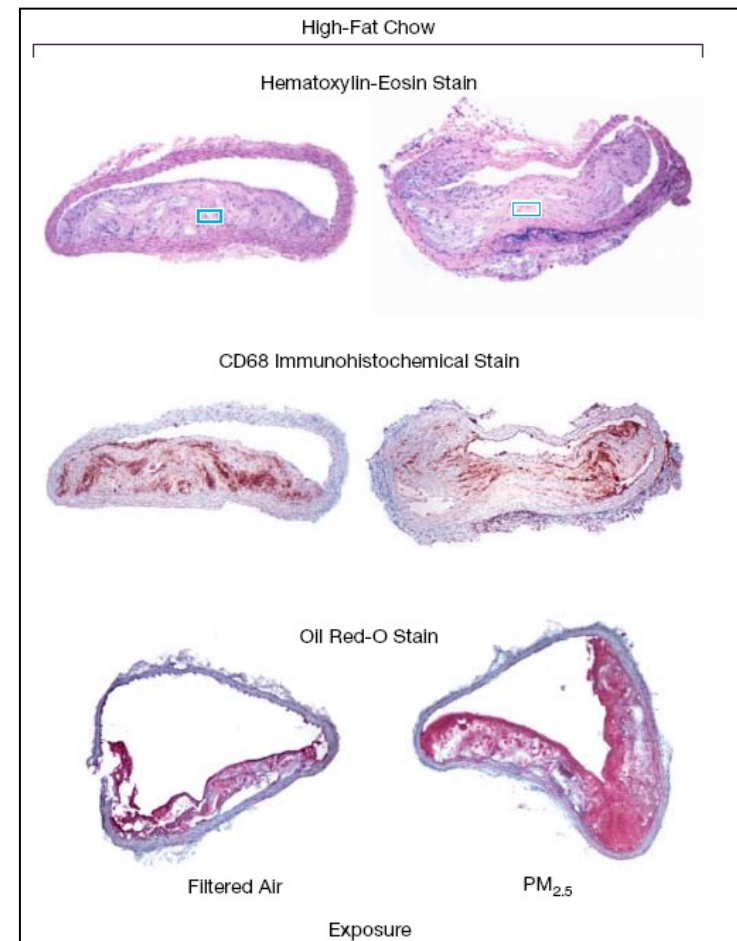 High-Fat Chow
Hematoxylin-Eosin Stain
CD68 Immunohistochemical Stain
Oil Red-O Stain
Filtered Air PM2.5
Exposure